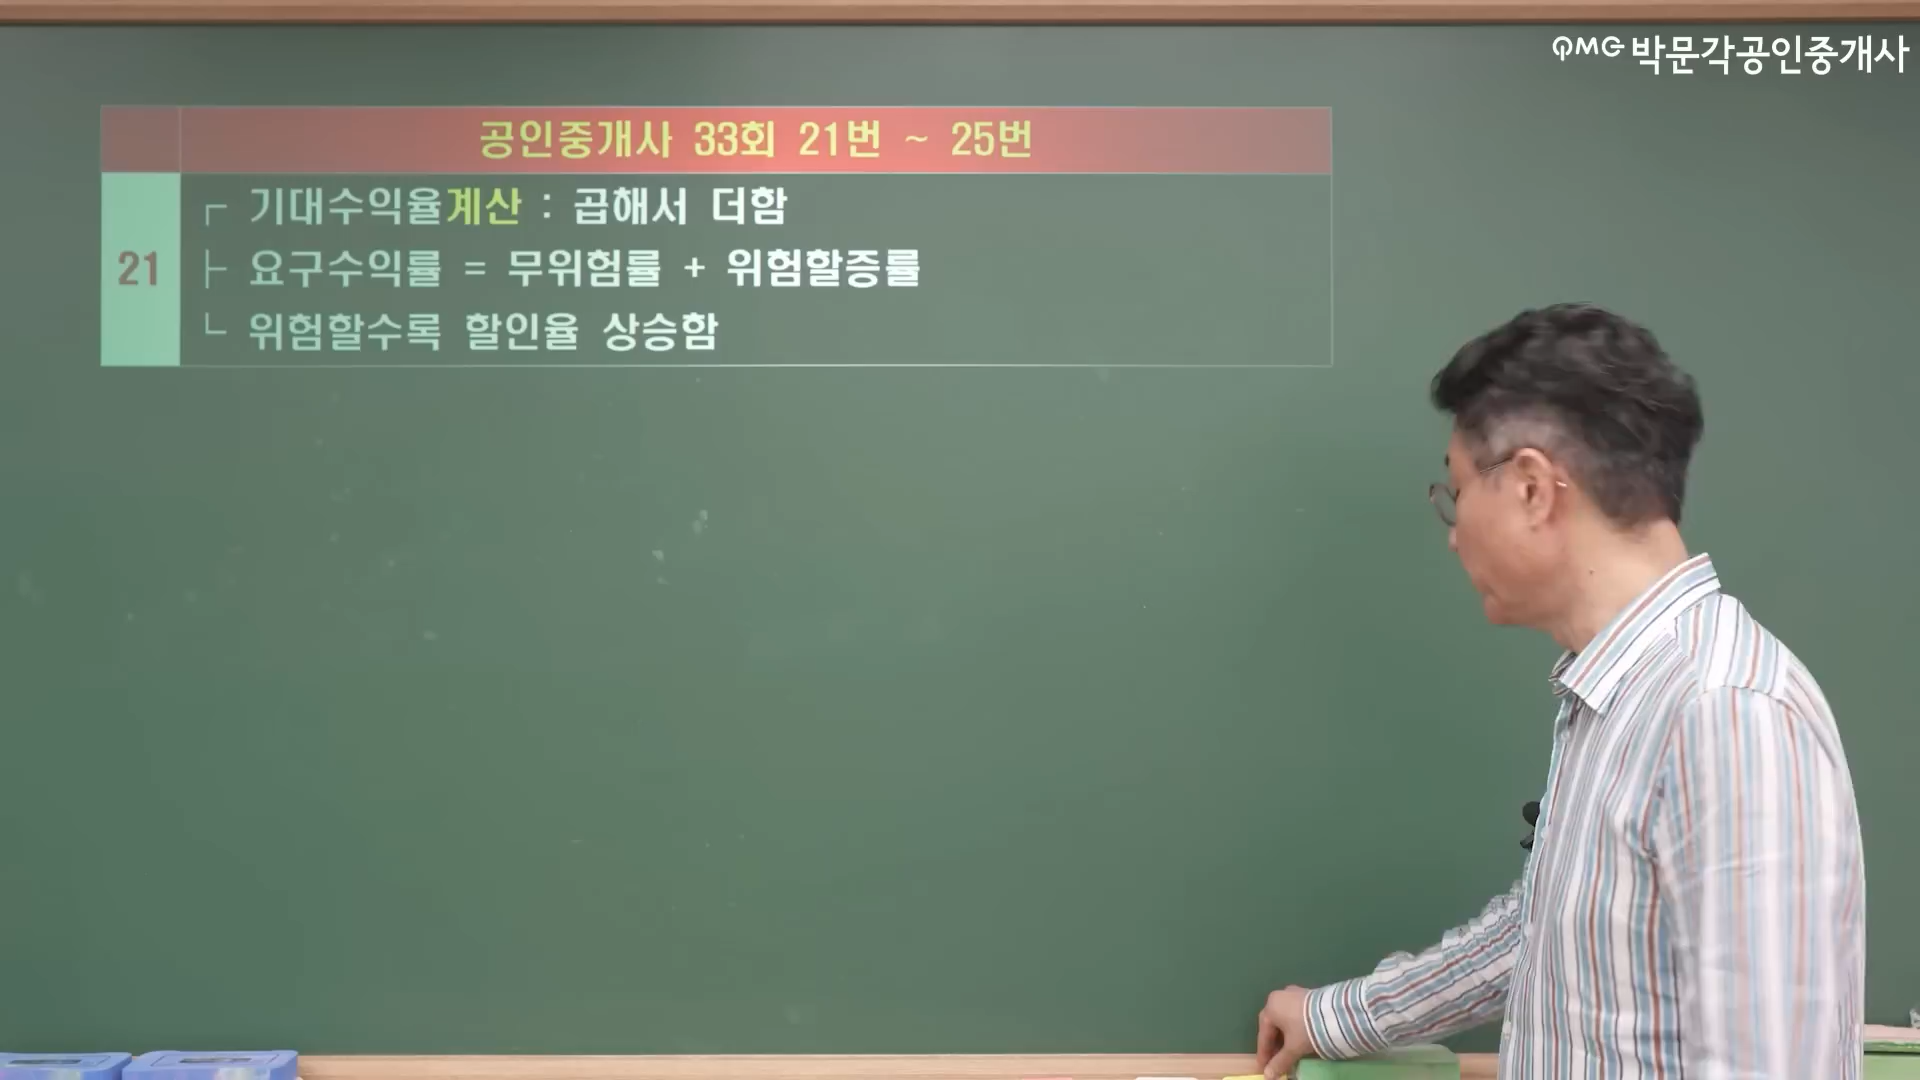 PMG 박문각공인중개사
공인중개사 33회 21번 ~ 25번
21
┌ 기대수익율계산 : 곱해서 더함
├ 요구수익률 = 무위험률 + 위험할증률
└ 위험할수록 할인율 상승함